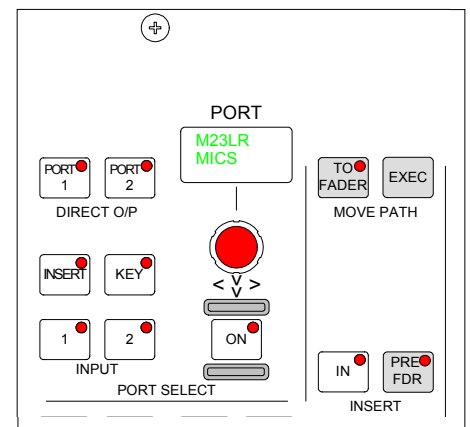 PORT
M23LR
MICS
PORT
1
PORT
2
DIRECT O/P
TO
FADER
EXEC
MOVE PATH
INSERT
KEY
< >
1
2
INPUT
ON
PORT SELECT
IN
PRE
FDR
INSERT